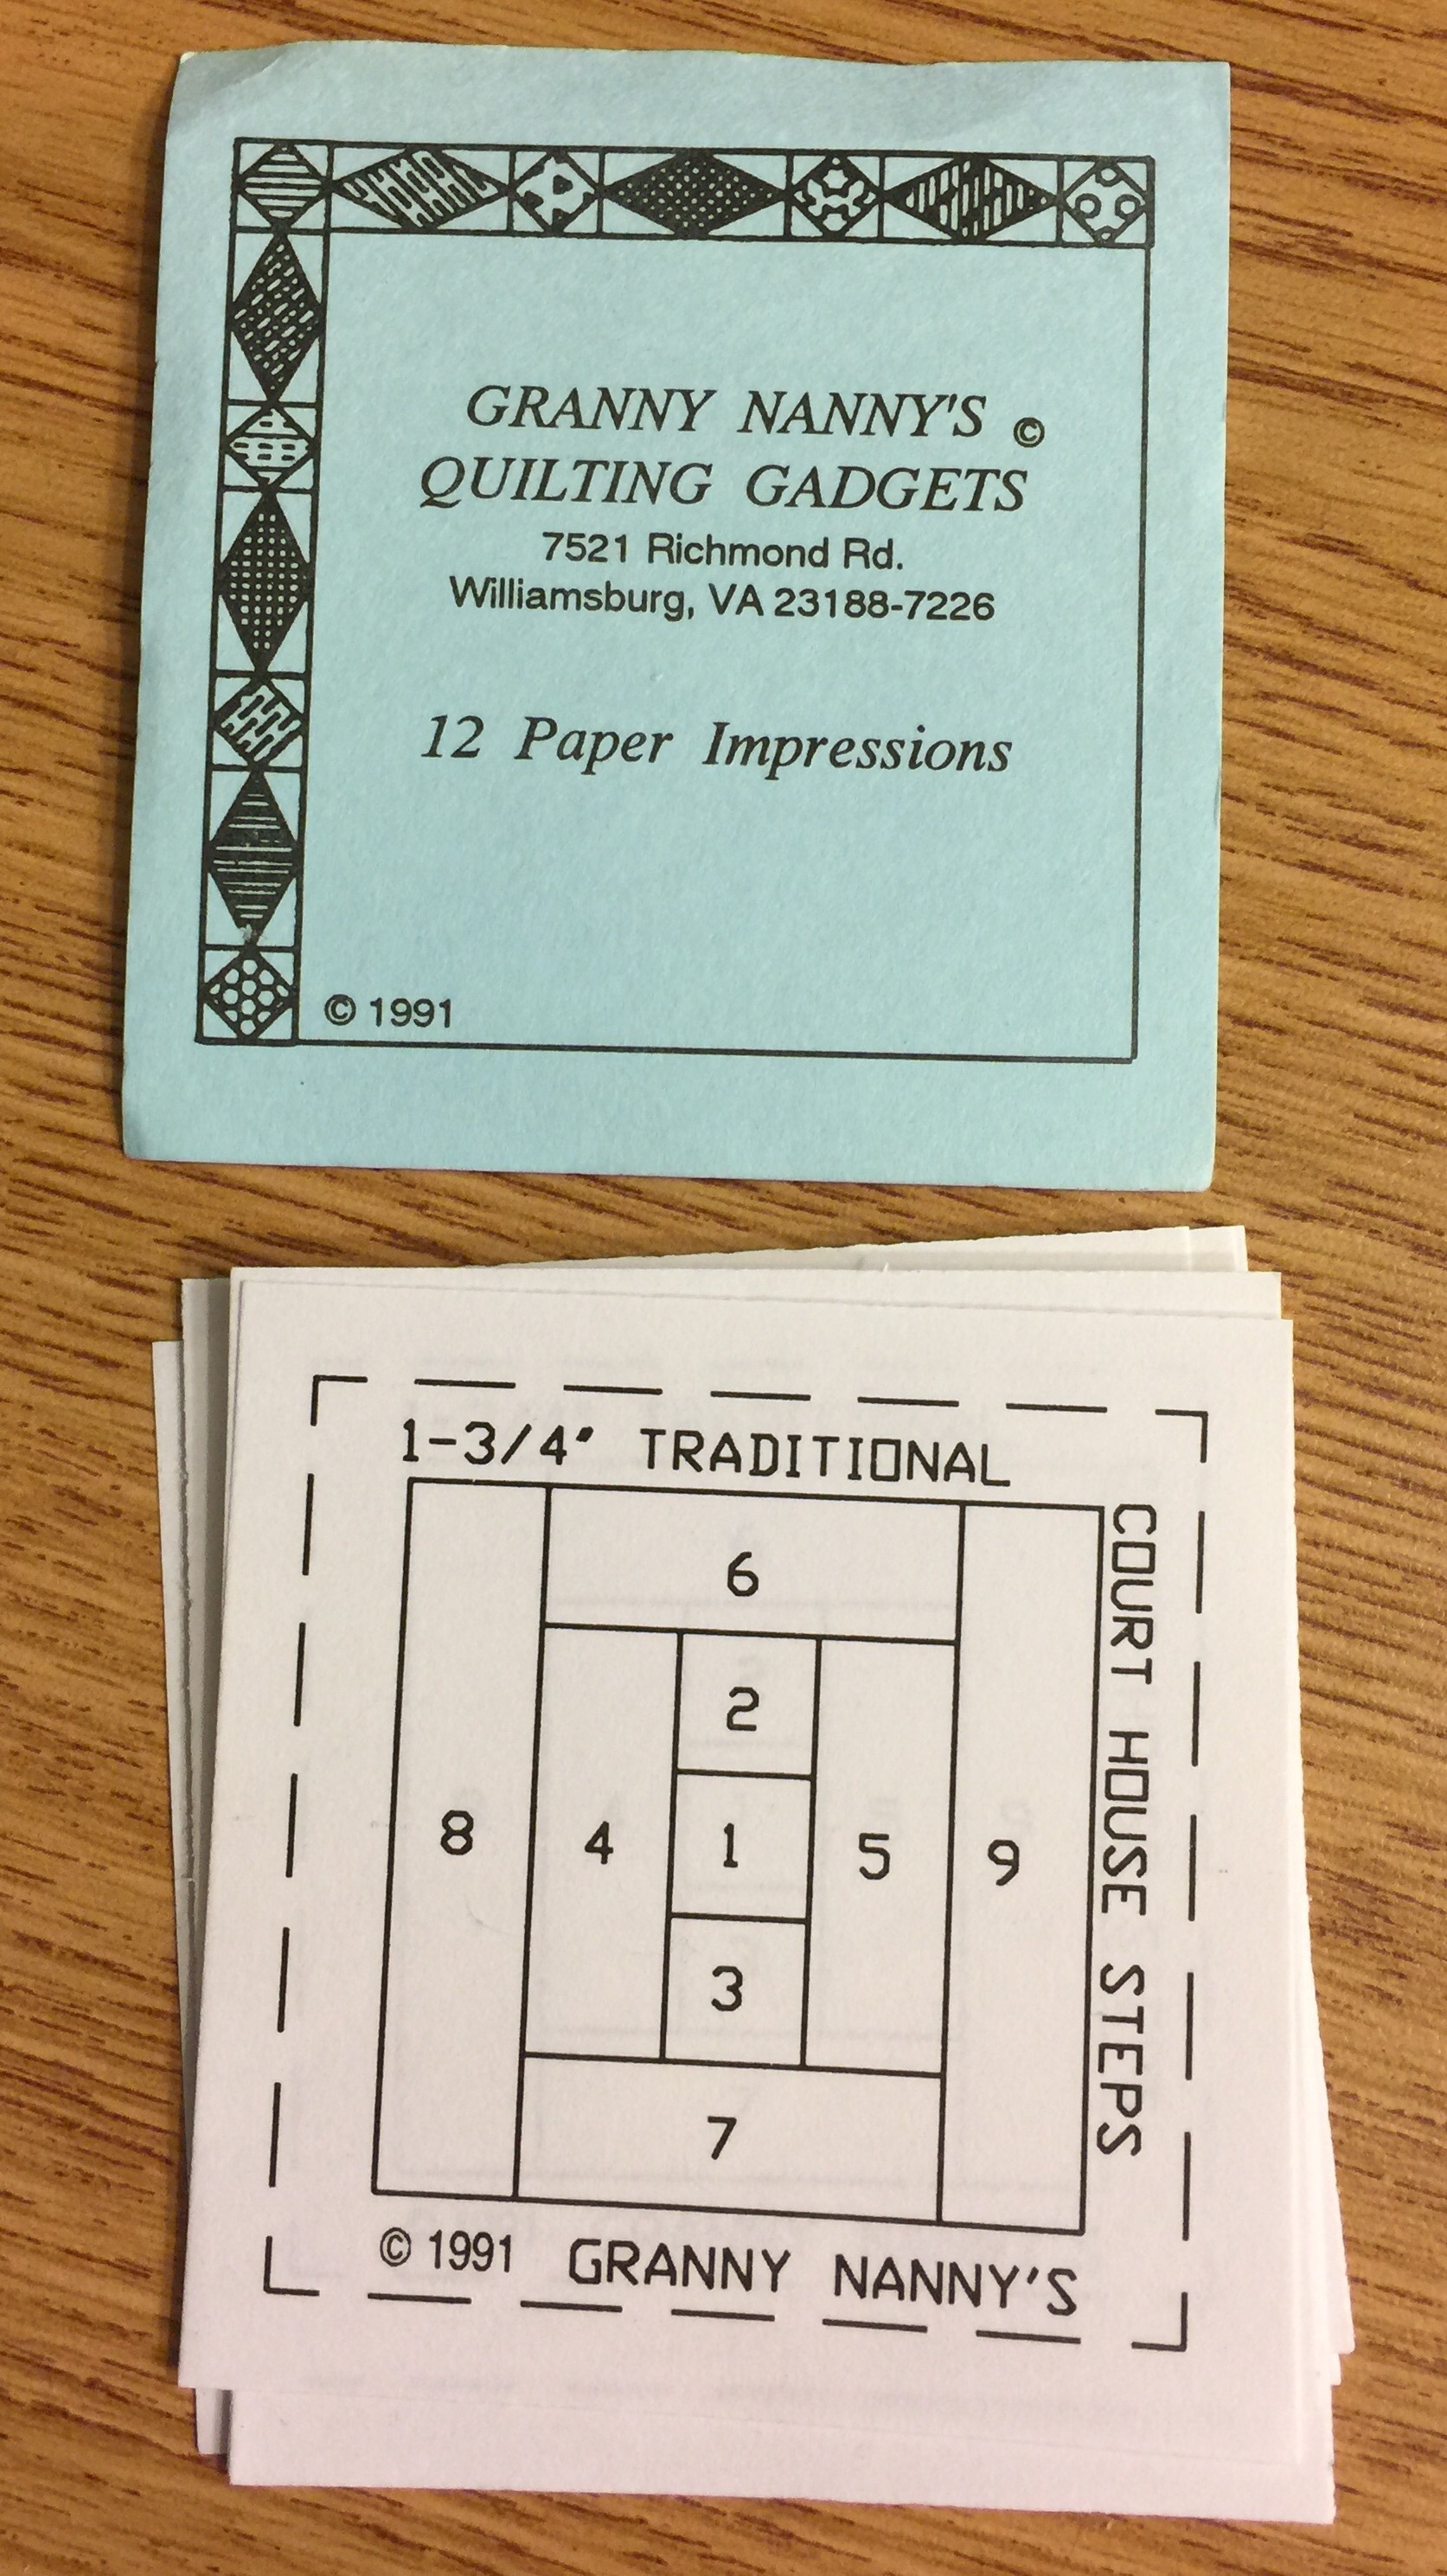 GRANNY NANNY'S ©
QUILTING GADGETS
7521 Richmond Rd.
Williamsburg, VA 23188-7226
12 Paper Impressions
© 1991
1-3/4" TRADITIONAL
COURT HOUSE STEPS
6
2
8 4 1 5 9
3
7
© 1991 GRANNY NANNY'S